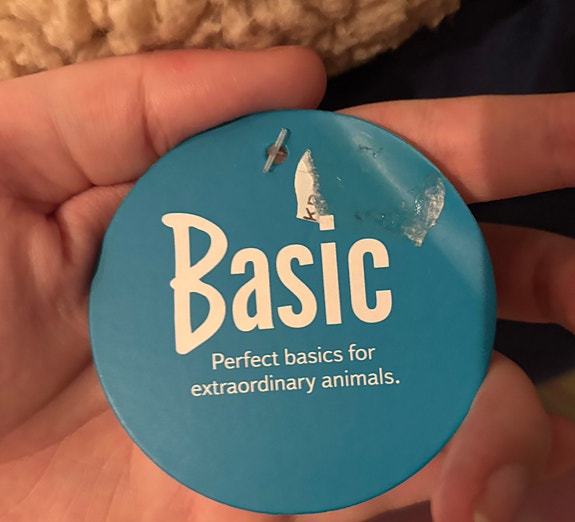 Basic
Perfect basics for
extraordinary animals.